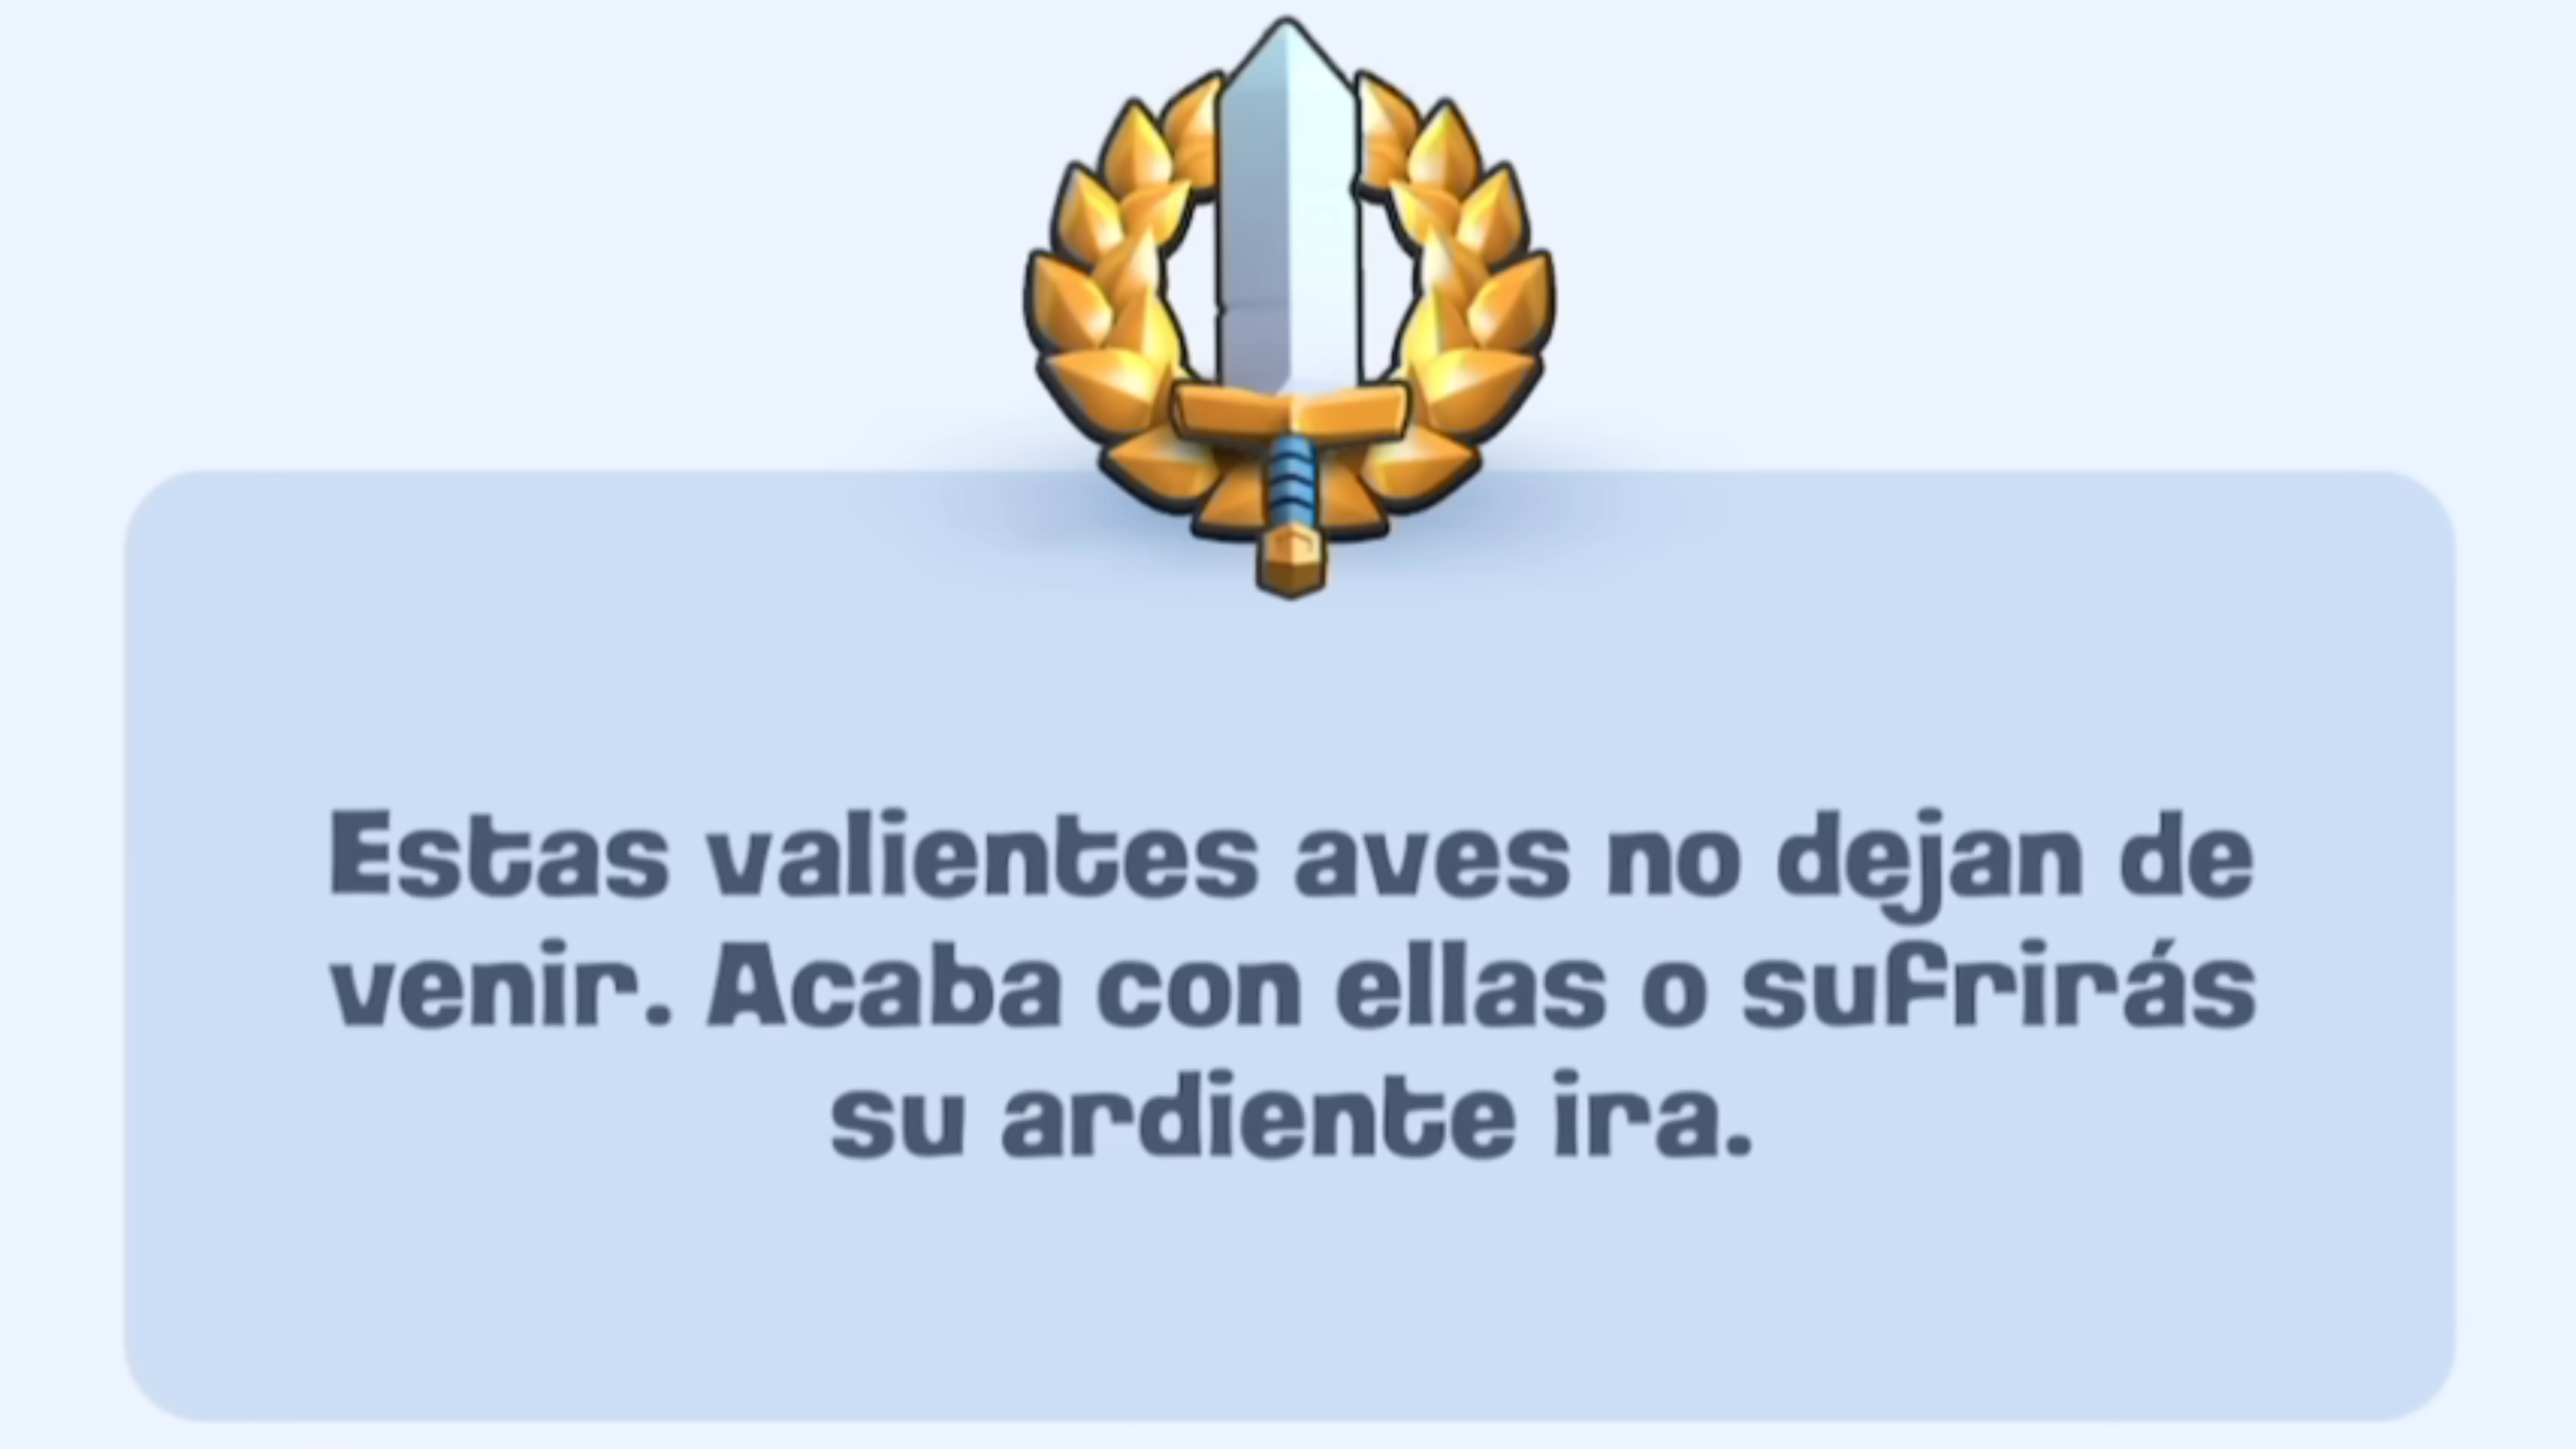 Estas valientes aves no dejan de
venir. Acaba con ellas o sufrirás
su ardiente ira.